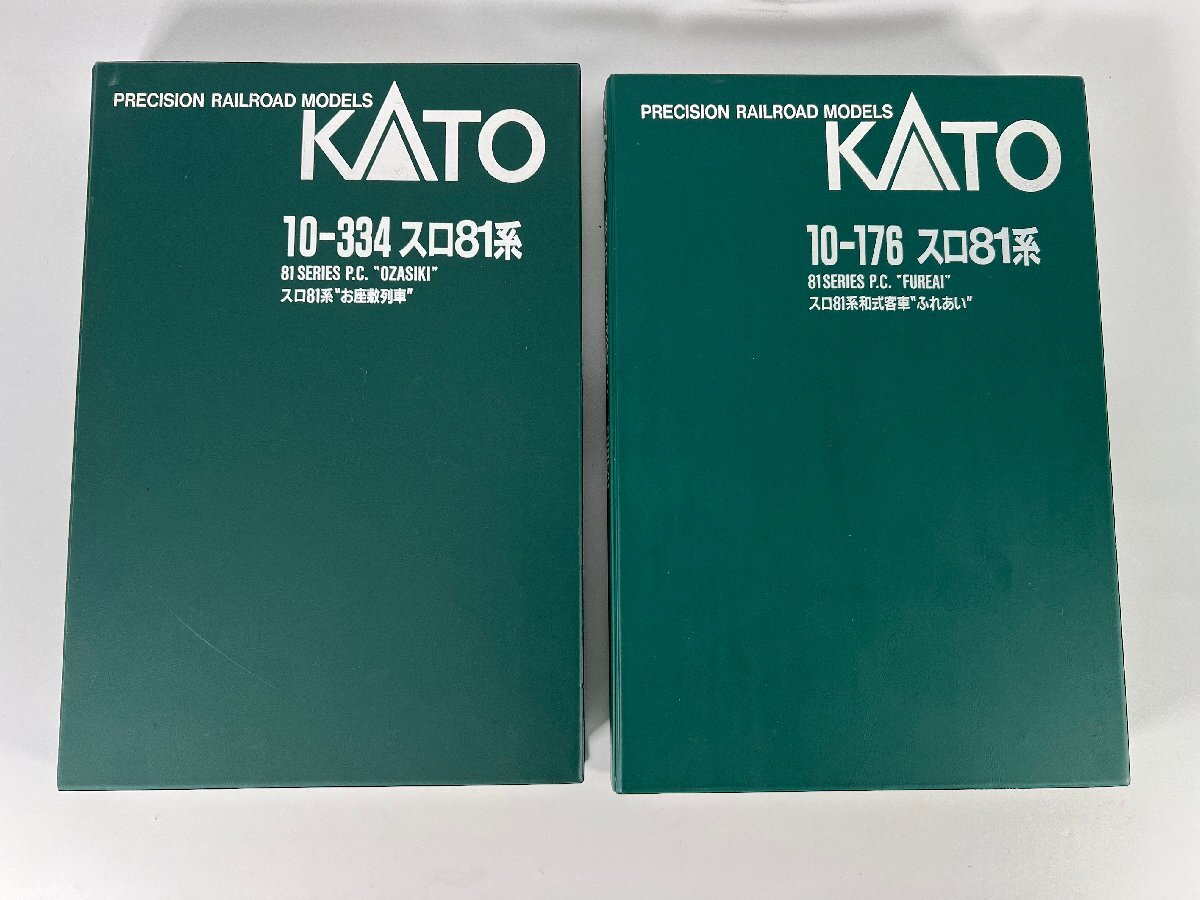 PRECISION RAILROAD MODELS
KATO
10-334 スロ81系
81 SERIES P.C. "OZASIKI"
スロ81系"お座敷列車"
PRECISION RAILROAD MODELS
KATO
10-176 スロ81系
81 SERIES P.C. "FUREAI"
スロ81系和式客車"ふれあい"